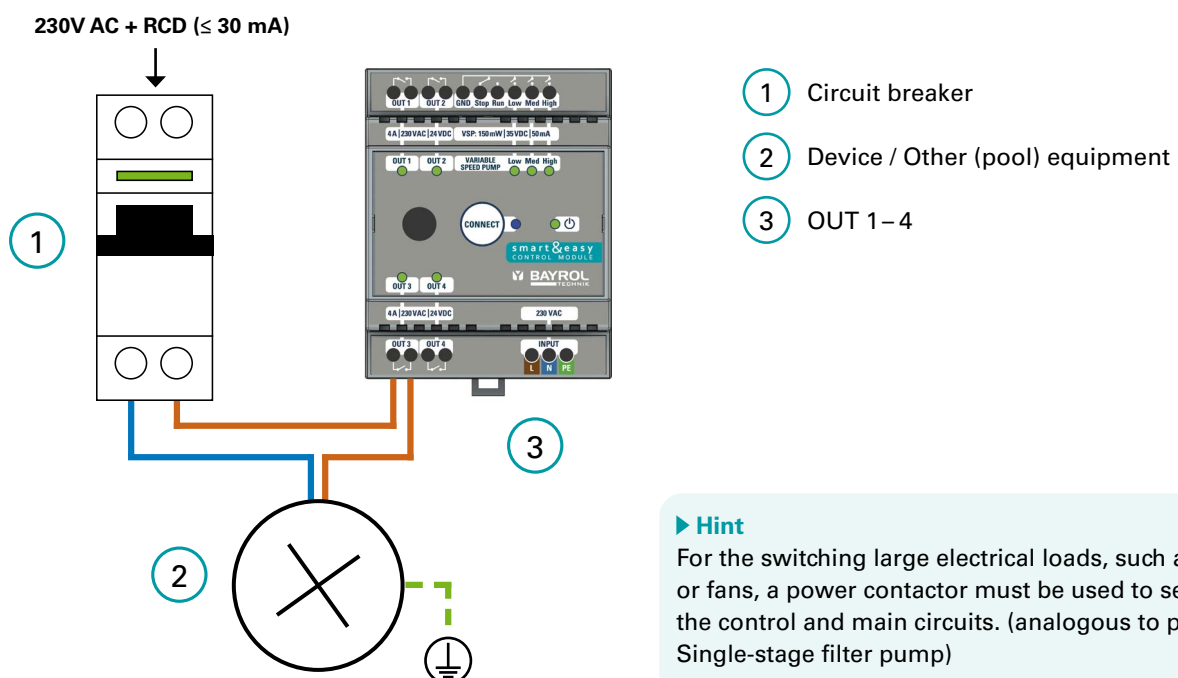 230V AC + RCD (≤ 30 mA)
1
OUT 1 OUT 2 GND Stop Run Low Med High
4 A | 230 VAC | 24 VDC VSP: 150 mW | 35 VDC | 50 mA
OUT 1 OUT 2 VARIABLE SPEED PUMP Low Med High
CONNECT
smart&easy
CONTROL MODULE
BAYROL
TECHNIK
OUT 3 OUT 4
4 A | 230 VAC | 24 VDC 230 VAC
OUT 3 OUT 4 INPUT
L N PE
3
2
1 Circuit breaker
2 Device / Other (pool) equipment
3 OUT 1–4
Hint
For the switching large electrical loads, such
or fans, a power contactor must be used to
the control and main circuits. (analogous to
Single-stage filter pump)